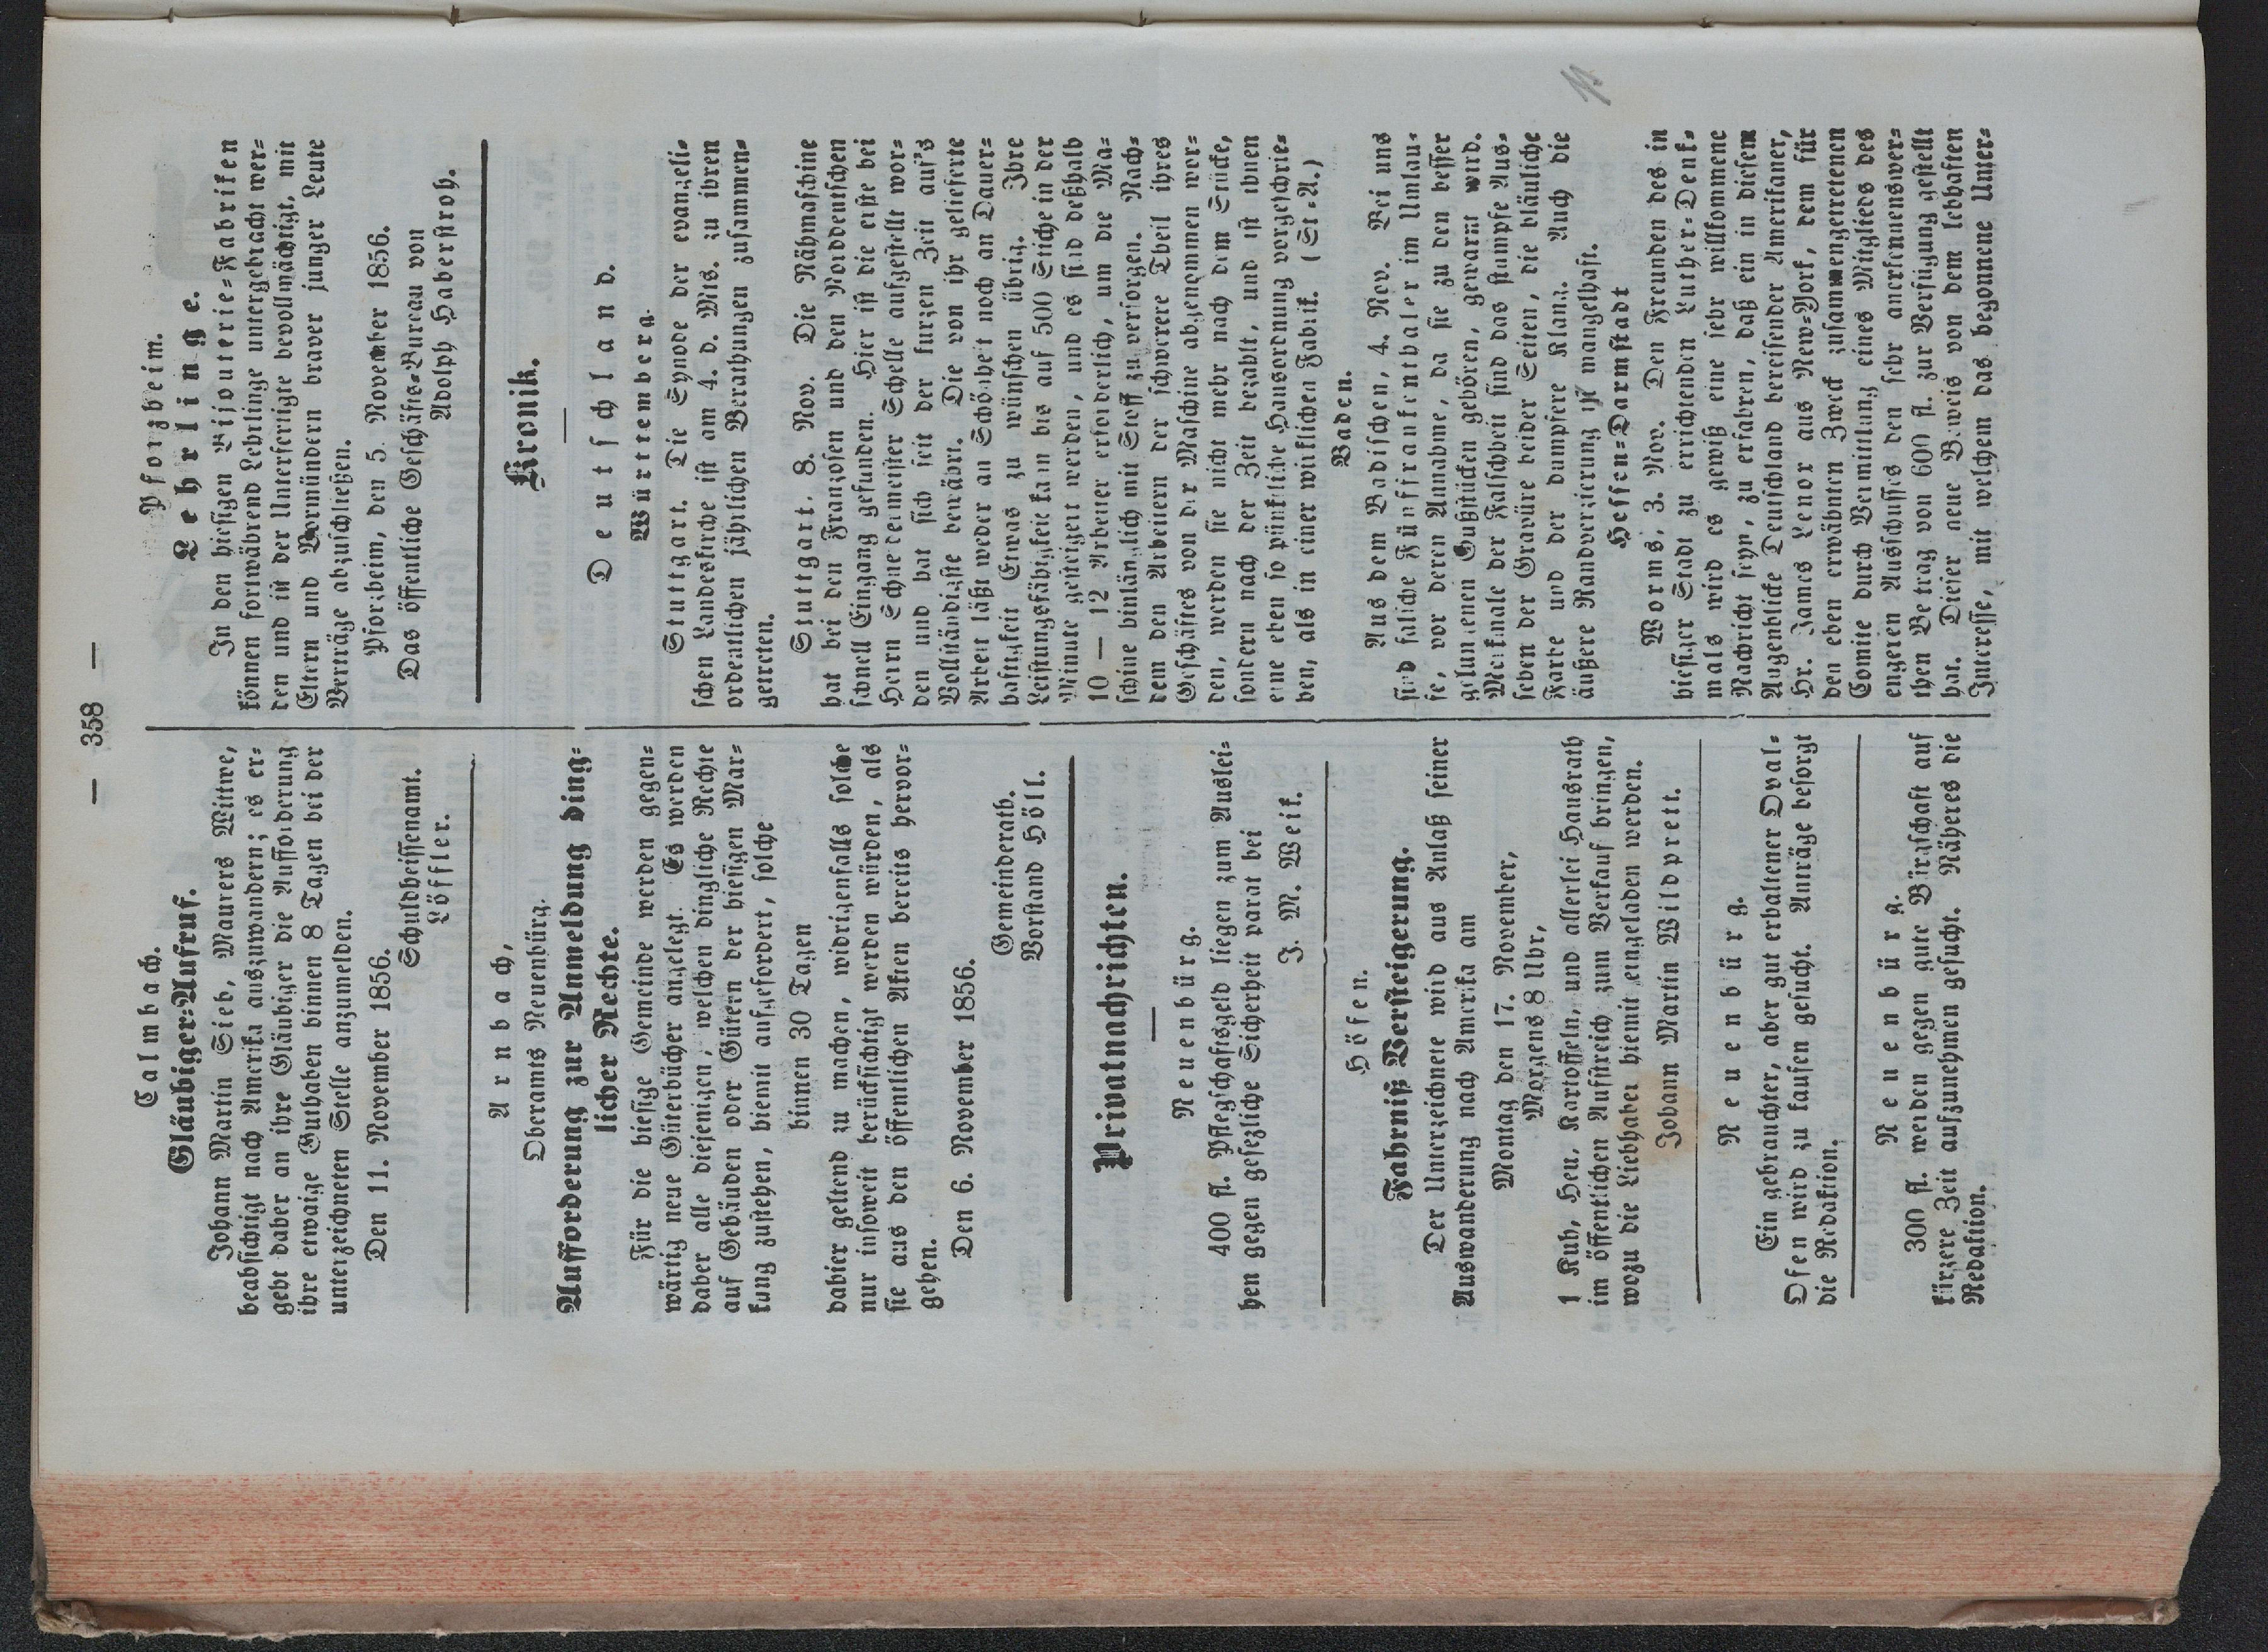 — 358 —
Calmbach.
Gläubiger-Aufruf.
Johann Martin Sieb, Maurers Wittwe,
beabsichtigt nach Amerika auszuwandern; es er-
geht daher an ihre Gläubiger die Aufforderung
ihre etwaige Guthaben binnen 8 Tagen bei der
unterzeichneten Stelle anzumelden.
Den 11. November 1856.
Schuldheissenamt.
Löffler.
Arnbach,
Oberamts Neuenbürg.
Aufforderung zur Anmeldung ding-
licher Rechte.
Für die hiesige Gemeinde werden gegen-
wärtig neue Güterbücher angelegt. Es werden
daher alle diejenigen, welchen dingliche Rechte
auf Gebäuden oder Gütern der hiesigen Mar-
kung zustehen, hiemit aufgefordert, solche
binnen 30 Tagen
dahier geltend zu machen, widrigenfalls solche
nur insoweit berücksichtigt werden würden, als
sie aus den öffentlichen Akten bereits hervor-
gehen.
Den 6. November 1856.
Gemeinderath.
Vorstand Höll.
Privatnachrichten.
Neuenbürg.
400 fl. Pflegschaftsgeld liegen zum Auslei-
hen gegen gesezliche Sicherheit parat bei
J. M. Weik.
Höfen.
Fahrniß-Versteigerung.
Der Unterzeichnete wird aus Anlaß seiner
Auswanderung nach Amerika am
Montag den 17. November,
Morgens 8 Uhr,
1 Kuh, Heu, Kartoffeln, und allerlei Hausrath
im öffentlichen Aufstreich zum Verkauf bringen,
wozu die Liebhaber hiemit eingeladen werden.
Johann Martin Wildprett.
Neuenbürg.
Ein gebrauchter, aber gut erhaltener Oval-
Ofen wird zu kaufen gesucht. Anträge besorgt
die Redaktion.
Neuenbürg.
300 fl. werden gegen gute Bürgschaft auf
kürzere Zeit aufzunehmen gesucht. Näheres die
Redaktion.
Pforzheim.
Lehrlinge.
In den hiesigen Bijouterie-Fabriken
können fortwährend Lehrlinge untergebracht wer-
den und ist der Unterfertigte bevollmächtigt, mit
Eltern und Vormündern braver junger Leute
Verträge abzuschließen.
Pforzheim, den 5. November 1856.
Das öffentliche Geschäfts-Bureau von
Adolph Haberstroh.
Kronik.
Deutschland.
Württemberg.
Stuttgart. Die Synode der evangeli-
schen Landeskirche ist am 4. d. Mts. zu ihren
ordentlichen jährlichen Berathungen zusammen-
getreten.
Stuttgart, 8. Nov. Die Nähmaschine
hat bei den Franzosen und den Norddeutschen
schnell Eingang gefunden. Hier ist die erste bei
Herrn Schneidermeister Schelle aufgestellt wor-
den und hat sich seit der kurzen Zeit auf's
Vollständigste bewährt. Die von ihr gelieferte
Arbeit läßt weder an Schönheit noch an Dauer-
haftigkeit Etwas zu wünschen übrig. Ihre
Leistungsfähigkeit kann bis auf 500 Stiche in der
Minute gesteigert werden, und es sind deßhalb
10 — 12 Arbeiter erforderlich, um die Ma-
schine hinlänglich mit Stoff zu versorgen. Nach-
dem den Arbeitern der schwerere Theil ihres
Geschäftes von der Maschine abgenommen wor-
den, werden sie nicht mehr nach dem Stücke,
sondern nach der Zeit bezahlt, und ist ihnen
eine eben so pünktliche Hausordnung vorgeschrie-
ben, als in einer wirklichen Fabrik. (St-A.)
Baden.
Aus dem Badischen, 4. Nov. Bei uns
sind falsche Fünffrankenthaler im Umlau-
fe, vor deren Annahme, da sie zu den besser
gelungenen Gußstücken gehören, gewarnt wird.
Merkmale der Falschheit sind das stumpfe Aus-
sehen der Gravüre beider Seiten, die bläuliche
Farbe und der dumpfere Klang. Auch die
äußere Randverzierung ist mangelhaft.
Hessen-Darmstadt
Worms, 3. Nov. Den Freunden des in
hiesiger Stadt zu errichtenden Luther-Denk-
mals wird es gewiß eine sehr willkommene
Nachricht seyn, zu erfahren, daß ein in diesem
Augenblicke Deutschland bereisender Amerikaner,
Hr. James Lenor aus New-York, dem für
den eben erwähnten Zweck zusammengetretenen
Comite durch Vermittlung eines Mitglieds des
engeren Ausschusses den sehr anerkennenswer-
then Betrag von 600 fl. zur Verfügung gestellt
hat. Dieser neue Beweis von dem lebhaften
Interesse, mit welchem das begonnene Unter-